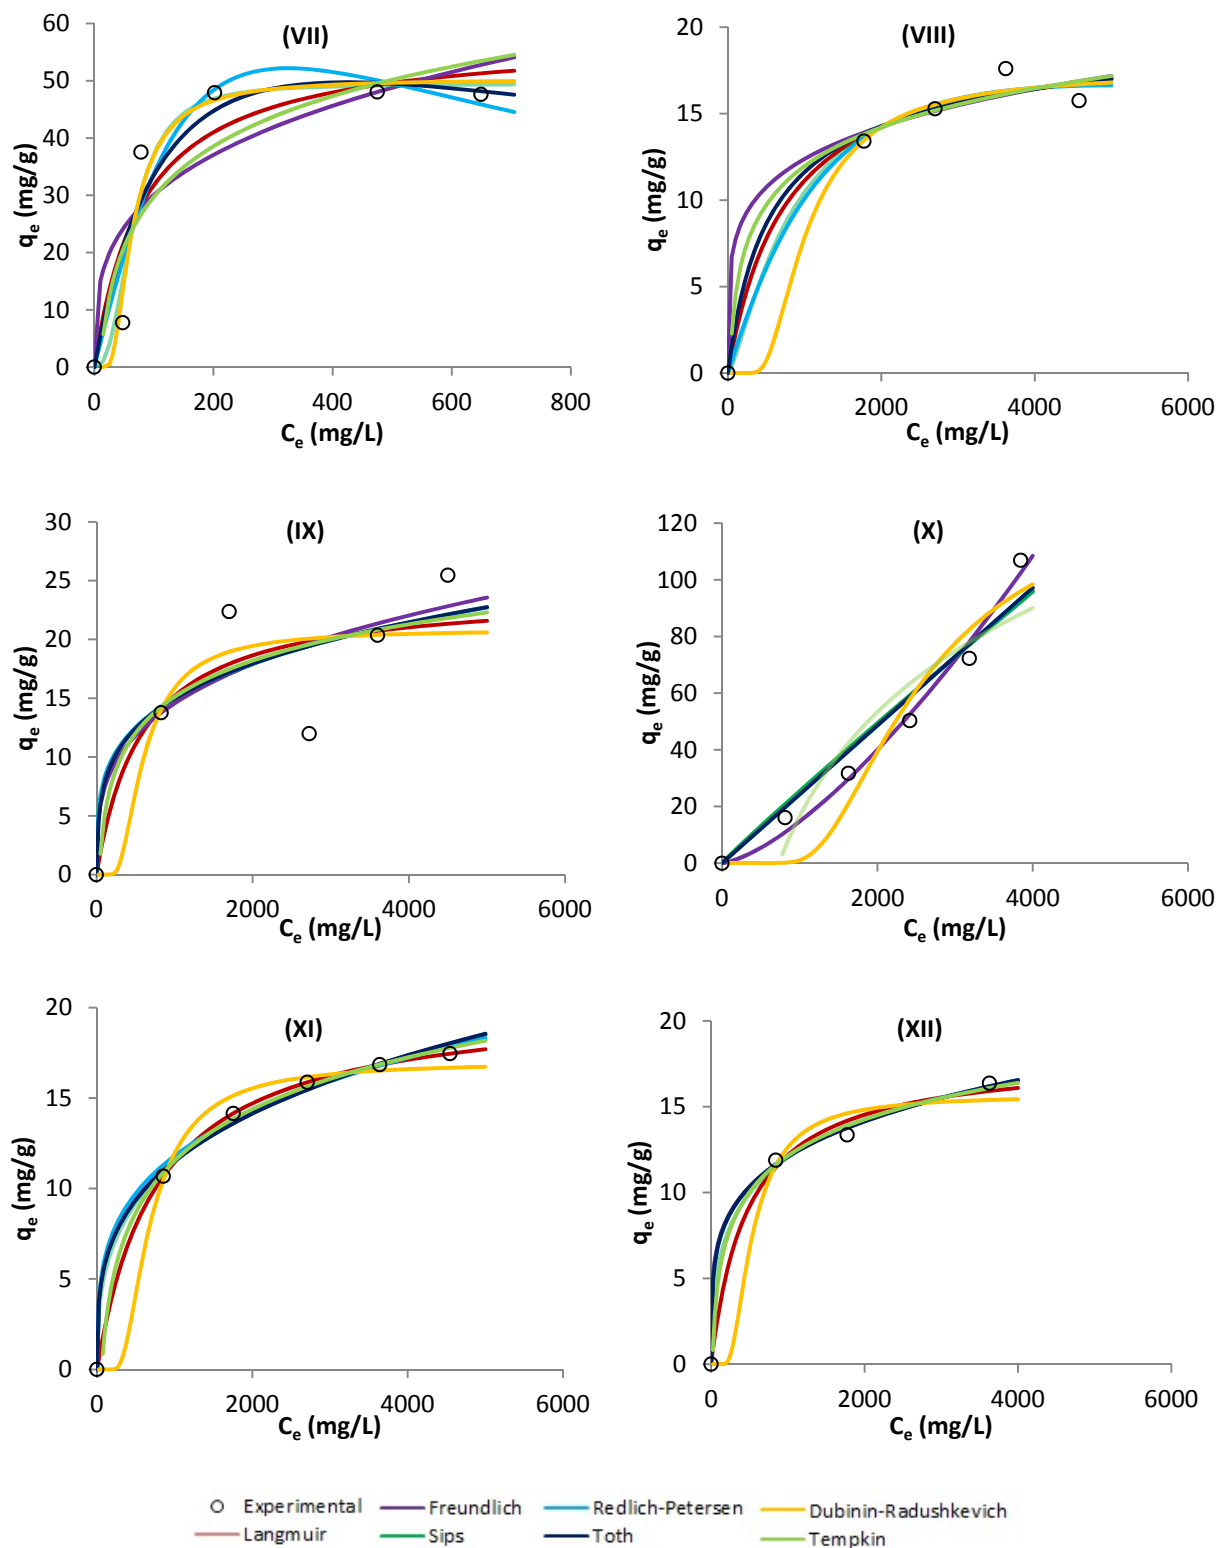 (VII)
60
50
40
30
20
10
0
qe (mg/g)
0 200 400 600 800
Ce (mg/L)
(VIII)
20
15
10
5
0
qe (mg/g)
0 2000 4000 6000
Ce (mg/L)
(IX)
30
25
20
15
10
5
0
qe (mg/g)
0 2000 4000 6000
Ce (mg/L)
(X)
120
100
80
60
40
20
0
qe (mg/g)
0 2000 4000 6000
Ce (mg/L)
(XI)
20
15
10
5
0
qe (mg/g)
0 2000 4000 6000
Ce (mg/L)
(XII)
20
15
10
5
0
qe (mg/g)
0 2000 4000 6000
Ce (mg/L)
Experimental Freundlich Redlich-Petersen Dubinin-Radushkevich
Langmuir Sips Toth Tempkin